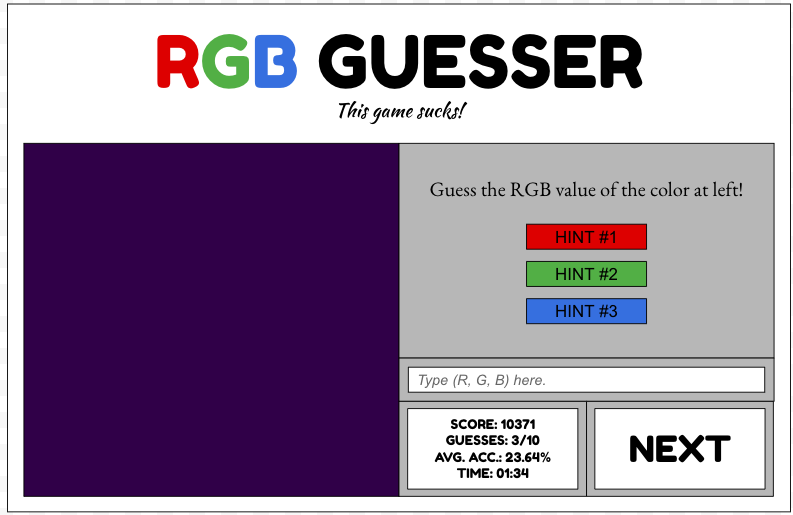 RGB GUESSER
This game sucks!
Guess the RGB value of the color at left!
HINT #1
HINT #2
HINT #3
Type (R, G, B) here.
SCORE: 10371
GUESSES: 3/10
AVG. ACC.: 23.64%
TIME: 01:34
NEXT